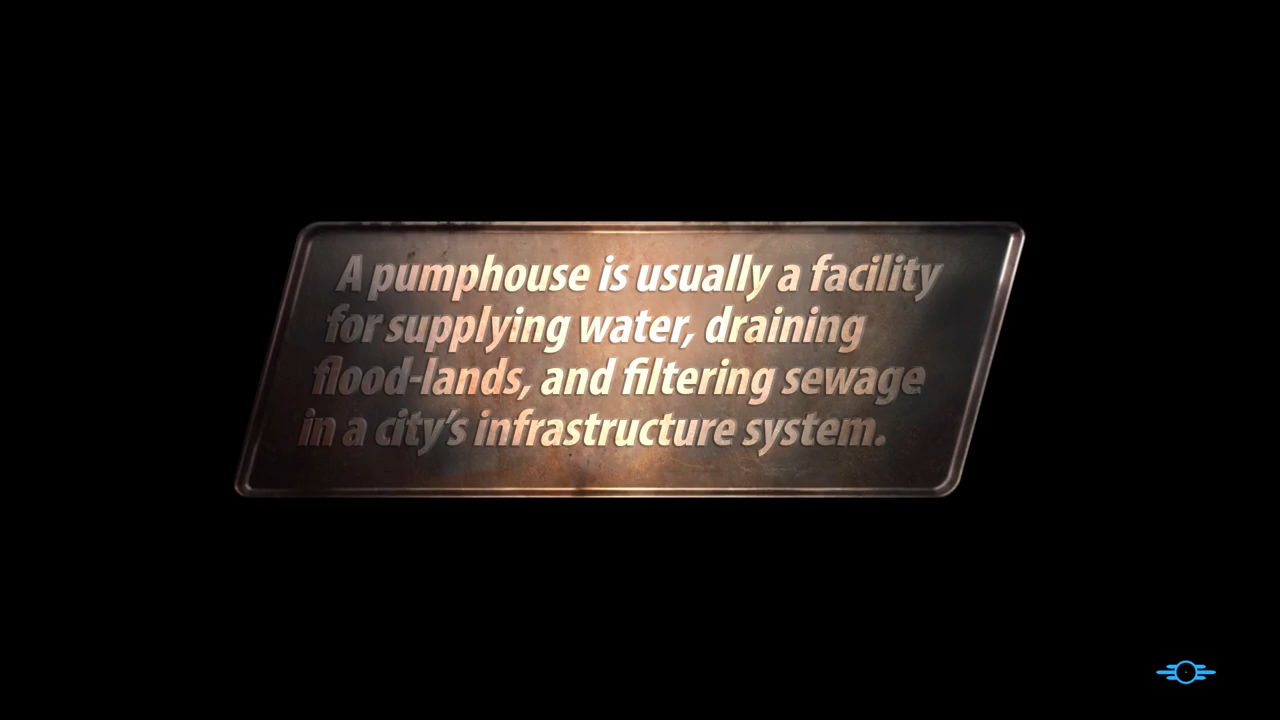 A pumphouse is usually a facility
for supplying water, draining
flood-lands, and filtering sewage
in a city's infrastructure system.